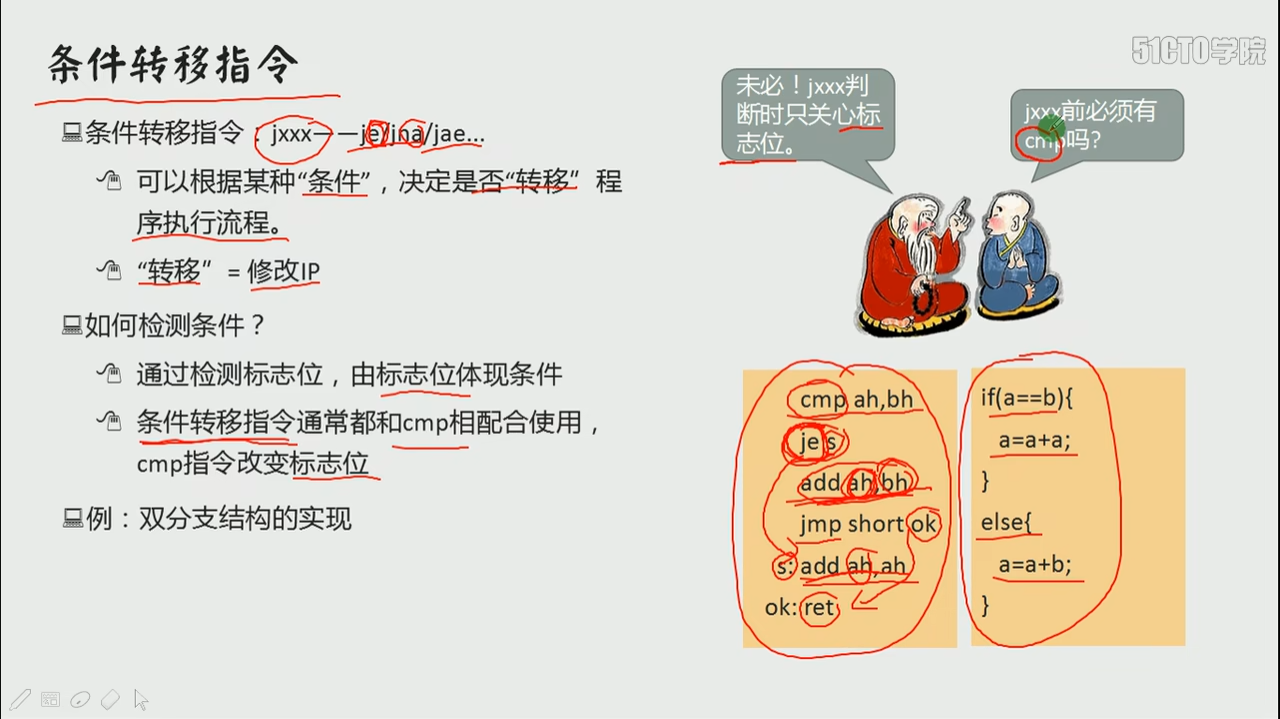 条件转移指令
51CTO学院
条件转移指令：jxxx——je/jna/jae...
可以根据某种“条件”，决定是否“转移”程
序执行流程。
“转移” = 修改IP
如何检测条件？
通过检测标志位，由标志位体现条件
条件转移指令通常都和cmp相配合使用，
cmp指令改变标志位
例：双分支结构的实现
未必！jxxx判
断时只关心标
志位。
jxxx前必须有
cmp吗?
cmp ah,bh
je s
add ah,bh
jmp short ok
s: add ah,ah
ok: ret
if(a==b){
a=a+a;
}
else{
a=a+b;
}